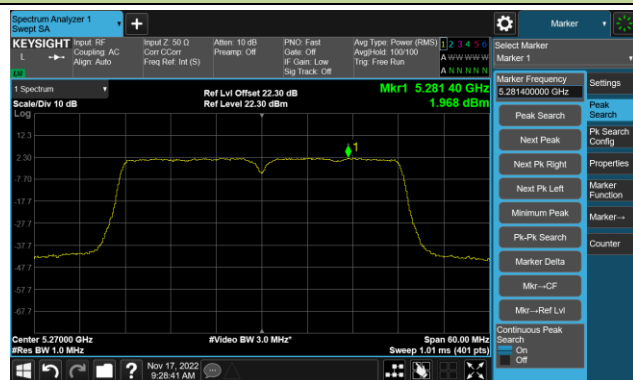 Spectrum Analyzer 1
Swept SA
Marker
KEYSIGHT
L
Input: RF
Coupling: AC
Align: Auto
Input Z: 50 Ω
Corr CCorr
Freq Ref: Int (S)
Atten: 10 dB
Preamp: Off
PNO: Fast
Gate: Off
IF Gain: Low
Sig Track: Off
Avg Type: Power (RMS)
Avg|Hold: 100/100
Trig: Free Run
1 2 3 4 5 6
A W W W W W
A N N N N N
Select Marker
Marker 1
1 Spectrum
Scale/Div 10 dB
Log
Ref Lvl Offset 22.30 dB
Ref Level 22.30 dBm
Mkr1 5.281 40 GHz
1.968 dBm
12.3
2.30
-7.70
-17.7
-27.7
-37.7
-47.7
-57.7
-67.7
1
Center 5.27000 GHz
#Res BW 1.0 MHz
#Video BW 3.0 MHz*
Span 60.00 MHz
Sweep 1.01 ms (401 pts)
Marker Frequency
5.281400000 GHz
Peak Search
Next Peak
Next Pk Right
Next Pk Left
Minimum Peak
Pk-Pk Search
Marker Delta
Mkr→CF
Mkr→Ref Lvl
Continuous Peak
Search
On
Off
Settings
Peak
Search
Pk Search
Config
Properties
Marker
Function
Marker→
Counter
Nov 17, 2022
9:28:41 AM